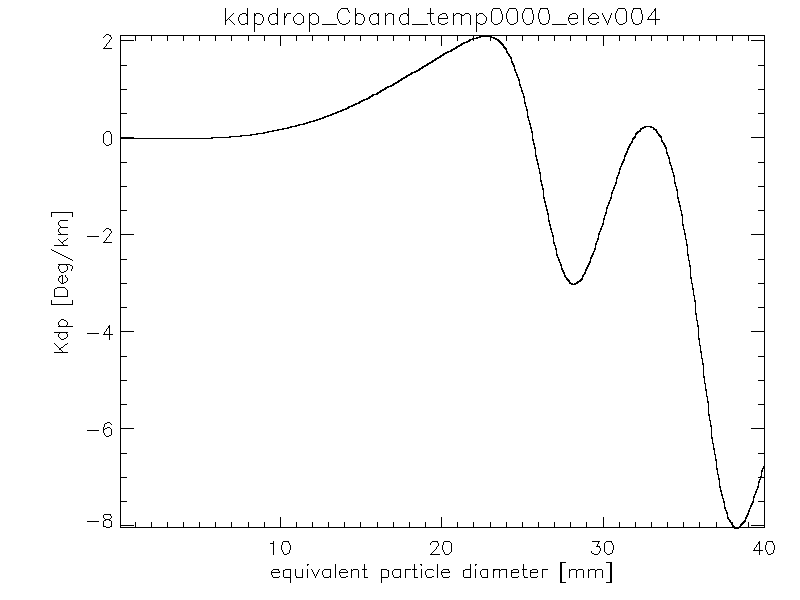 kdpdrop_Cband_temp0000_elev004
2
0
-2
-4
-6
-8
Kdp [Deg/km]
10 20 30 40
equivalent particle diameter [mm]